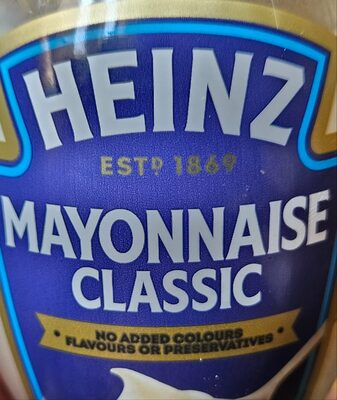 HEINZ
ESTD 1869
MAYONNAISE
CLASSIC
• NO ADDED COLOURS
FLAVOURS OR PRESERVATIVES •